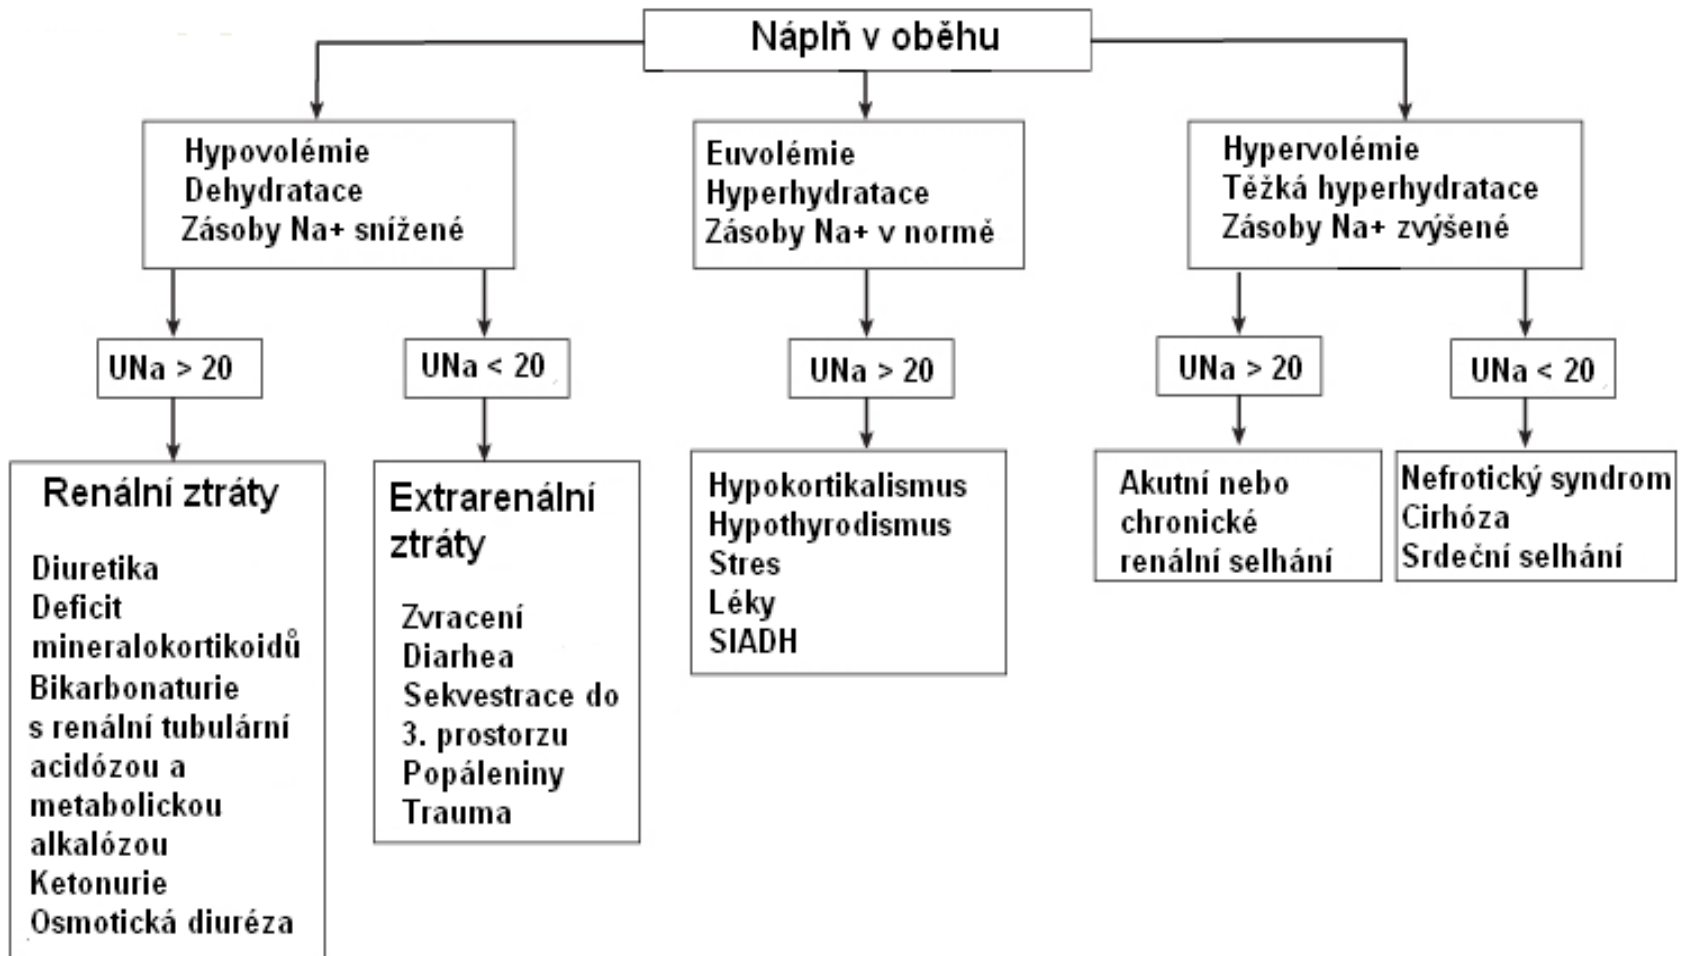 Náplň v oběhu
Hypovolémie
Dehydratace
Zásoby Na+ snížené
Euvolémie
Hyperhydratace
Zásoby Na+ v normě
Hypervolémie
Těžká hyperhydratace
Zásoby Na+ zvýšené
UNa > 20
UNa < 20
UNa > 20
UNa > 20
UNa < 20
Renální ztráty
Diuretika
Deficit
mineralokortikoidů
Bikarbonaturie
s renální tubulární
acidózou a
metabolickou
alkalózou
Ketonurie
Osmotická diuréza
Extrarenální
ztráty
Zvracení
Diarhea
Sekvestrace do
3. prostorzu
Popáleniny
Trauma
Hypokortikalismus
Hypothyrodismus
Stres
Léky
SIADH
Akutní nebo
chronické
renální selhání
Nefrotický syndrom
Cirhóza
Srdeční selhání